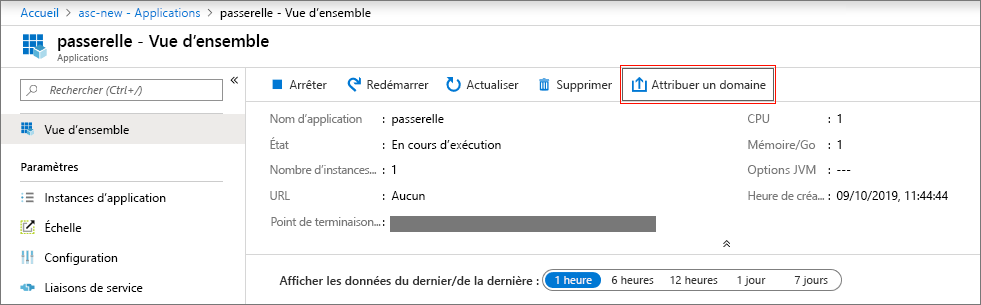 Accueil > asc-new - Applications > passerelle - Vue d'ensemble
passerelle - Vue d'ensemble
Applications
Rechercher (Ctrl+/)
«
Vue d'ensemble
Paramètres
Instances d'application
Échelle
Configuration
Liaisons de service
Arrêter Redémarrer Actualiser Supprimer Attribuer un domaine
Nom d'application : passerelle CPU : 1
État : En cours d'exécution Mémoire/Go : 1
Nombre d'instances... : 1 Options JVM : ---
URL : Aucun Heure de créa... : 09/10/2019, 11:44:44
Point de terminaison... :
Afficher les données du dernier/de la dernière : 1 heure 6 heures 12 heures 1 jour 7 jours